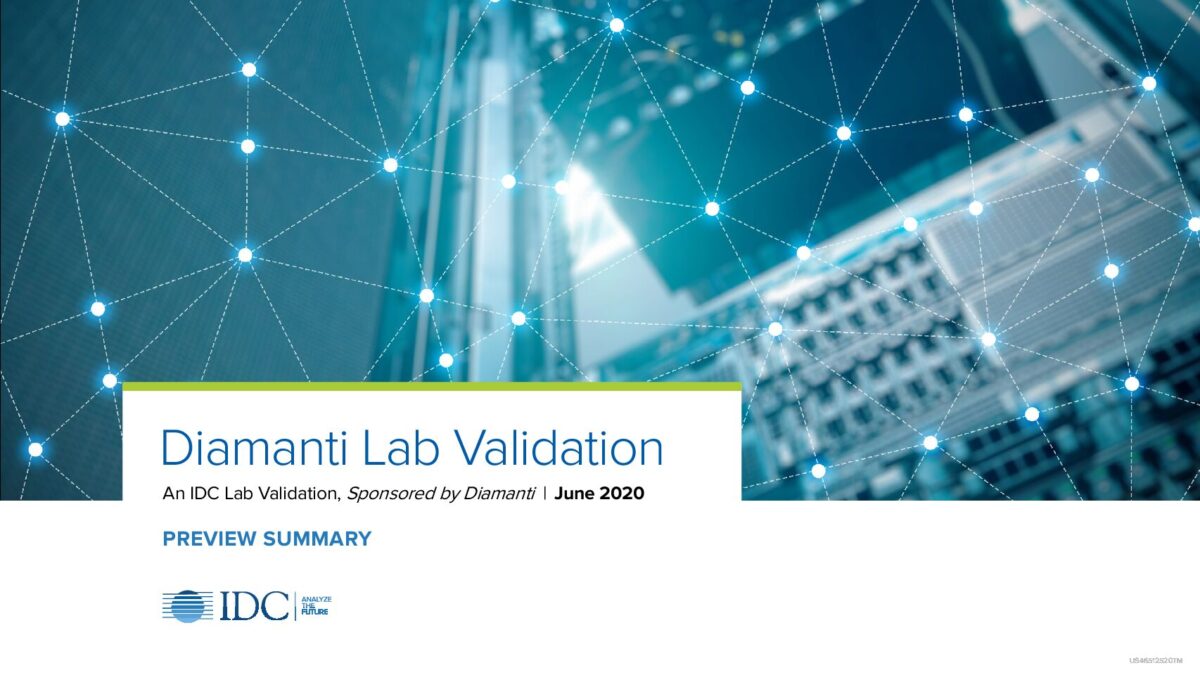 Diamanti Lab Validation
An IDC Lab Validation, Sponsored by Diamanti | June 2020
PREVIEW SUMMARY
IDC
ANALYZE
THE
FUTURE